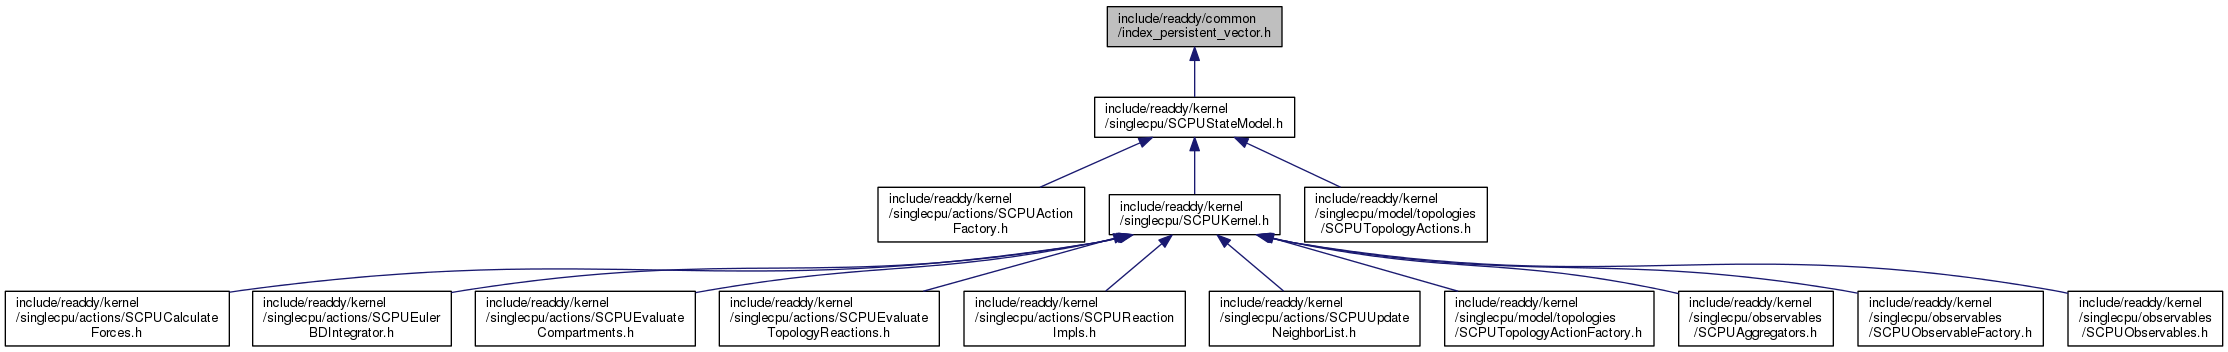 include/readdy/common
/index_persistent_vector.h
include/readdy/kernel
/singlecpu/SCPUStateModel.h
include/readdy/kernel
/singlecpu/actions/SCPUAction
Factory.h
include/readdy/kernel
/singlecpu/SCPUKernel.h
include/readdy/kernel
/singlecpu/model/topologies
/SCPUTopologyActions.h
include/readdy/kernel
/singlecpu/actions/SCPUCalculate
Forces.h
include/readdy/kernel
/singlecpu/actions/SCPUEuler
BDIntegrator.h
include/readdy/kernel
/singlecpu/actions/SCPUEvaluate
Compartments.h
include/readdy/kernel
/singlecpu/actions/SCPUEvaluate
TopologyReactions.h
include/readdy/kernel
/singlecpu/actions/SCPUReaction
Impls.h
include/readdy/kernel
/singlecpu/actions/SCPUUpdate
NeighborList.h
include/readdy/kernel
/singlecpu/model/topologies
/SCPUTopologyActionFactory.h
include/readdy/kernel
/singlecpu/observables
/SCPUAggregators.h
include/readdy/kernel
/singlecpu/observables
/SCPUObservableFactory.h
include/readdy/kernel
/singlecpu/observables
/SCPUObservables.h